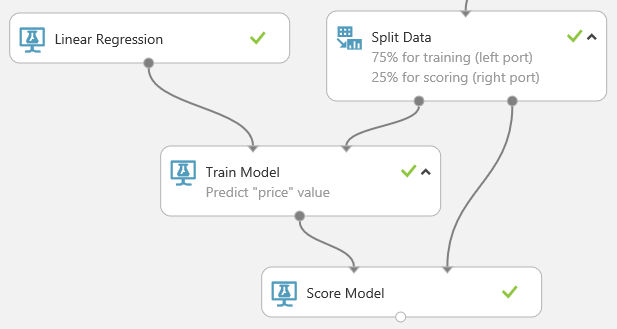 Linear Regression
Split Data
75% for training (left port)
25% for scoring (right port)
Train Model
Predict "price" value
Score Model